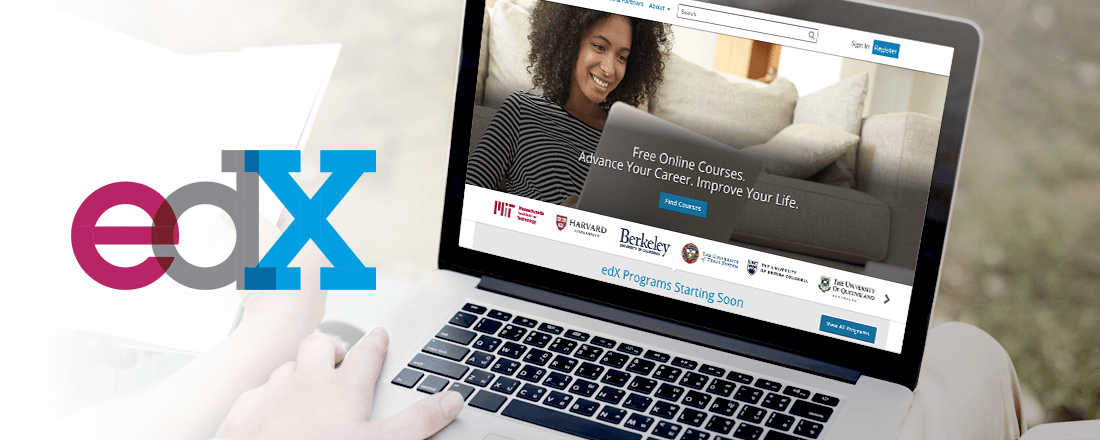 edX
About
Search
Sign In
Register
Free Online Courses.
Advance Your Career. Improve Your Life.
Find Courses
MIT
Massachusetts
Institute of
Technology
HARVARD
UNIVERSITY
Berkeley
UNIVERSITY OF CALIFORNIA
THE UNIVERSITY
OF TEXAS SYSTEM
THE UNIVERSITY
OF BRITISH COLUMBIA
THE UNIVERSITY
OF QUEENSLAND
AUSTRALIA
edX Programs Starting Soon
View All Programs